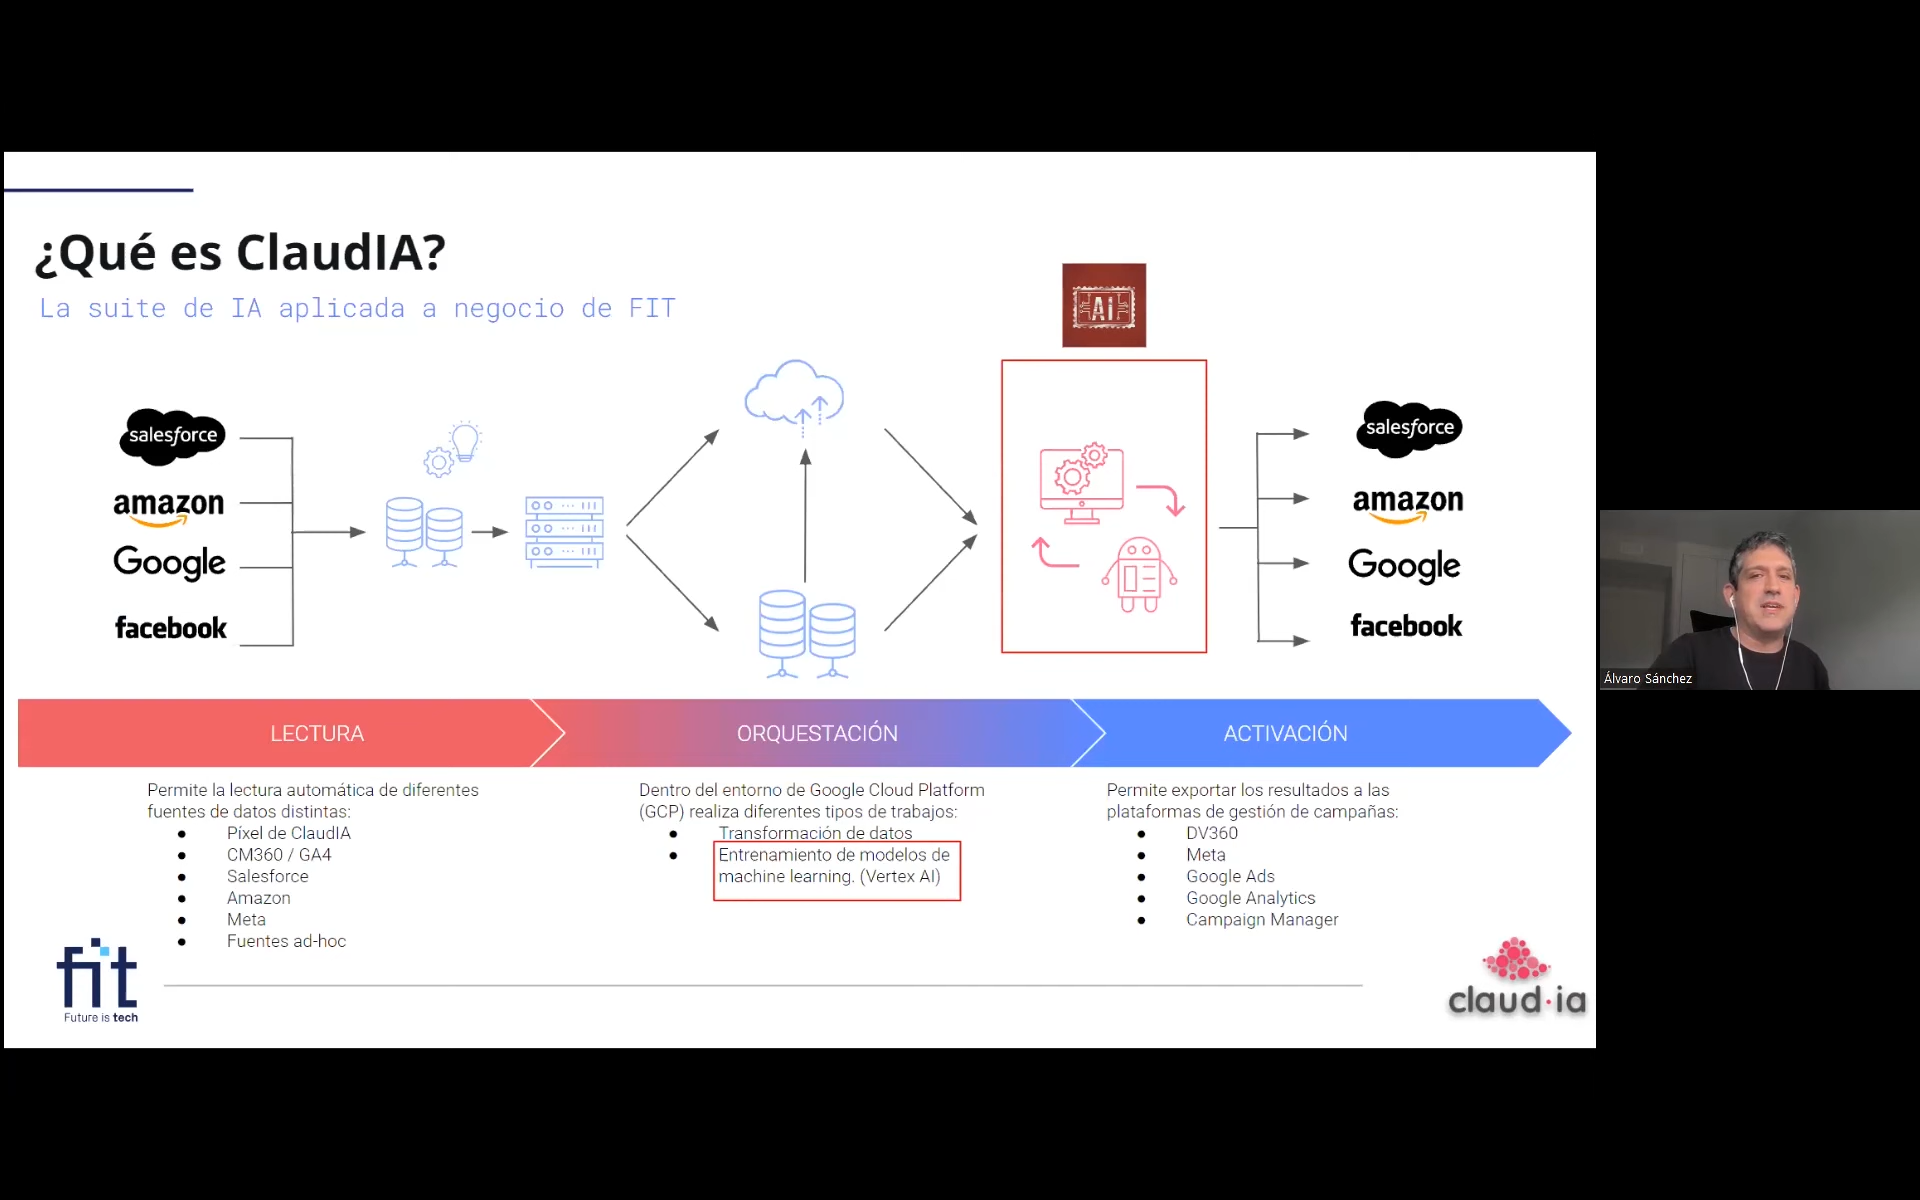 ¿Qué es ClaudIA?
La suite de IA aplicada a negocio de FIT
AI
salesforce
amazon
Google
facebook
salesforce
amazon
Google
facebook
Álvaro Sánchez
LECTURA
ORQUESTACIÓN
ACTIVACIÓN
Permite la lectura automática de diferentes
fuentes de datos distintas:
● Píxel de ClaudIA
● CM360 / GA4
● Salesforce
● Amazon
● Meta
● Fuentes ad-hoc
Dentro del entorno de Google Cloud Platform
(GCP) realiza diferentes tipos de trabajos:
● Transformación de datos
● Entrenamiento de modelos de
machine learning. (Vertex AI)
Permite exportar los resultados a las
plataformas de gestión de campañas:
● DV360
● Meta
● Google Ads
● Google Analytics
● Campaign Manager
fit
Future is tech
claud·ia